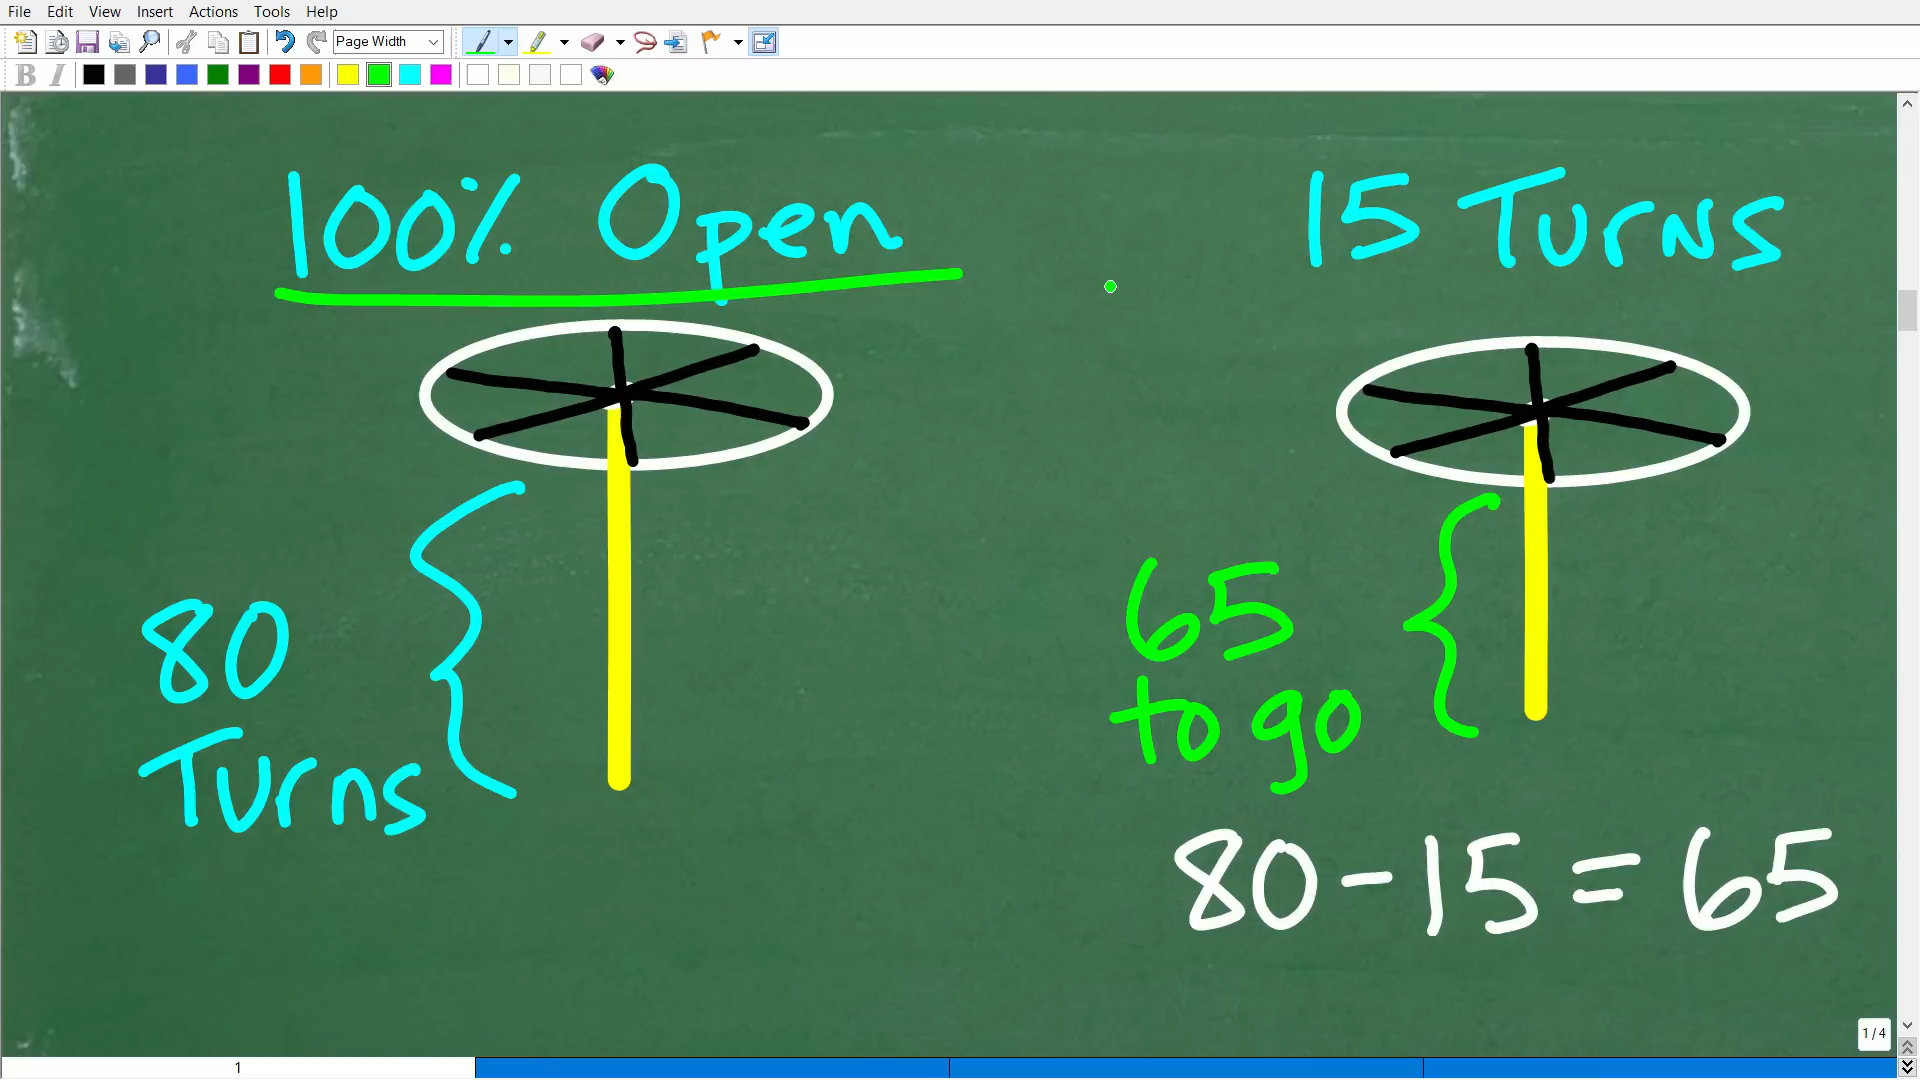 File Edit View Insert Actions Tools Help
Page Width
B I
100% Open
15 Turns
80
Turns
65
to go
80-15=65
1/4
1